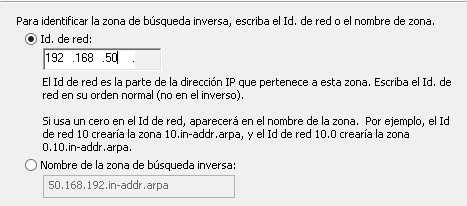 Para identificar la zona de búsqueda inversa, escriba el Id. de red o el nombre de zona.
Id. de red:
192 .168 .50 .
El Id de red es la parte de la dirección IP que pertenece a esta zona. Escriba el Id. de
red en su orden normal (no en el inverso).
Si usa un cero en el Id de red, aparecerá en el nombre de la zona. Por ejemplo, el Id
de red 10 crearía la zona 10.in-addr.arpa, y el Id de red 10.0 crearía la zona
0.10.in-addr.arpa.
Nombre de la zona de búsqueda inversa:
50.168.192.in-addr.arpa